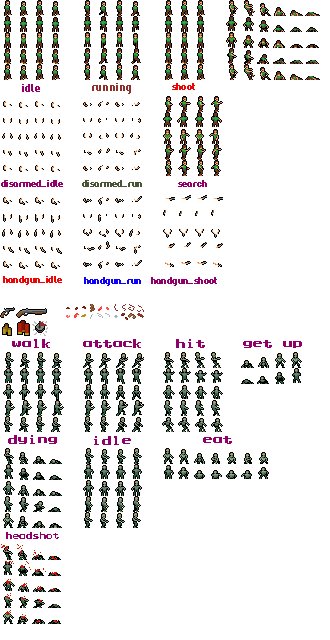 idle running shoot
disarmed_idle disarmed_run search
handgun_idle handgun_run handgun_shoot
walk attack hit get up
dying idle eat
headshot